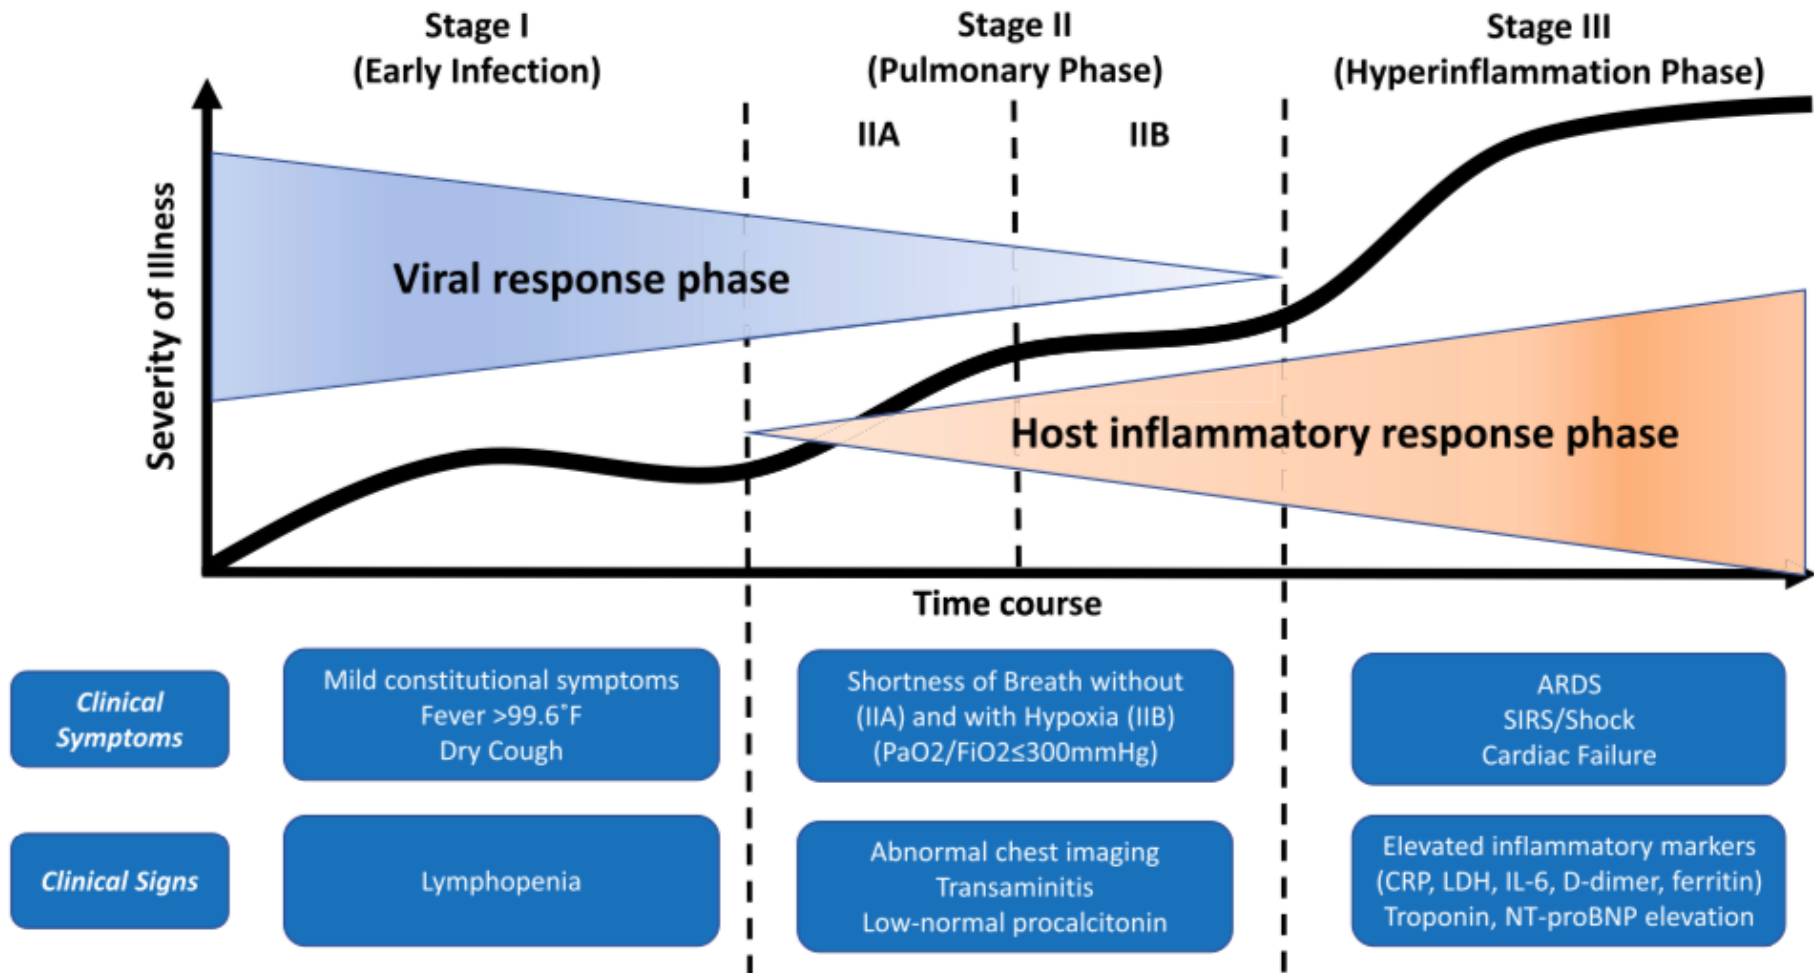 Stage I
(Early Infection)
Stage II
(Pulmonary Phase)
Stage III
(Hyperinflammation Phase)
IIA
IIB
Severity of Illness
Viral response phase
Host inflammatory response phase
Time course
Clinical
Symptoms
Mild constitutional symptoms
Fever >99.6°F
Dry Cough
Shortness of Breath without
(IIA) and with Hypoxia (IIB)
(PaO2/FiO2≤300mmHg)
ARDS
SIRS/Shock
Cardiac Failure
Clinical Signs
Lymphopenia
Abnormal chest imaging
Transaminitis
Low-normal procalcitonin
Elevated inflammatory markers
(CRP, LDH, IL-6, D-dimer, ferritin)
Troponin, NT-proBNP elevation